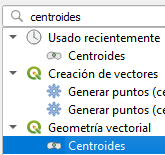 centroides
Usado recientemente
Centroides
Creación de vectores
Generar puntos (ce
Generar puntos (ce
Geometría vectorial
Centroides